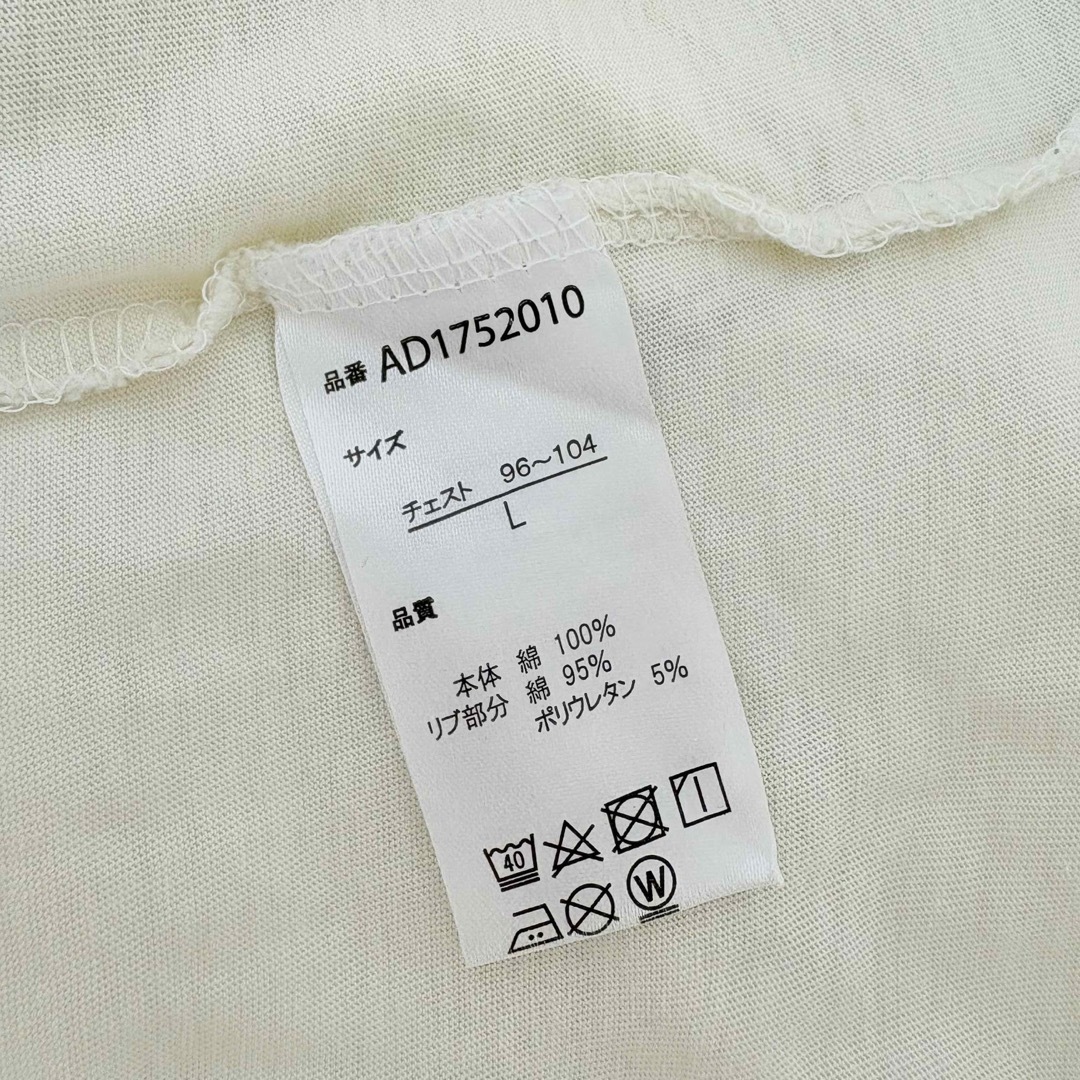 品番 AD1752010
サイズ
チェスト 96～104
L
品質
本体 綿 100%
リブ部分 綿 95%
ポリウレタン 5%
40
W